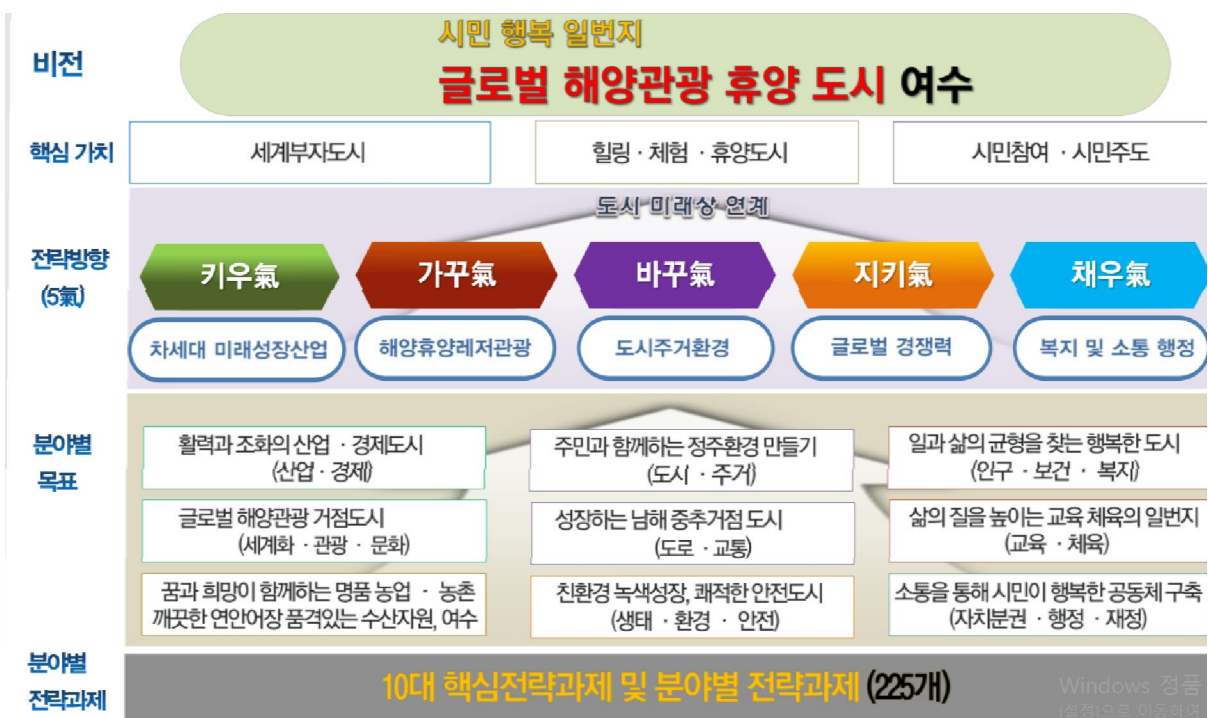 비전
시민 행복 일번지
글로벌 해양관광 휴양 도시 여수
핵심 가치
세계부자도시
힐링 · 체험 · 휴양도시
시민참여 · 시민주도
도시 미래상 연계
전략방향
(5氣)
키우氣
가꾸氣
바꾸氣
지키氣
채우氣
차세대 미래성장산업
해양휴양레저관광
도시주거환경
글로벌 경쟁력
복지 및 소통 행정
분야별
목표
활력과 조화의 산업 · 경제도시
(산업 · 경제)
주민과 함께하는 정주환경 만들기
(도시 · 주거)
일과 삶의 균형을 찾는 행복한 도시
(인구 · 보건 · 복지)
글로벌 해양관광 거점도시
(세계화 · 관광 · 문화)
성장하는 남해 중추거점 도시
(도로 · 교통)
삶의 질을 높이는 교육 체육의 일번지
(교육 · 체육)
꿈과 희망이 함께하는 명품 농업 · 농촌
깨끗한 연안어장 품격있는 수산자원, 여수
친환경 녹색성장, 쾌적한 안전도시
(생태 · 환경 · 안전)
소통을 통해 시민이 행복한 공동체 구축
(자치분권 · 행정 · 재정)
분야별
전략과제
10대 핵심전략과제 및 분야별 전략과제 (225개)
Windows 정품
[설정]으로 이동하여